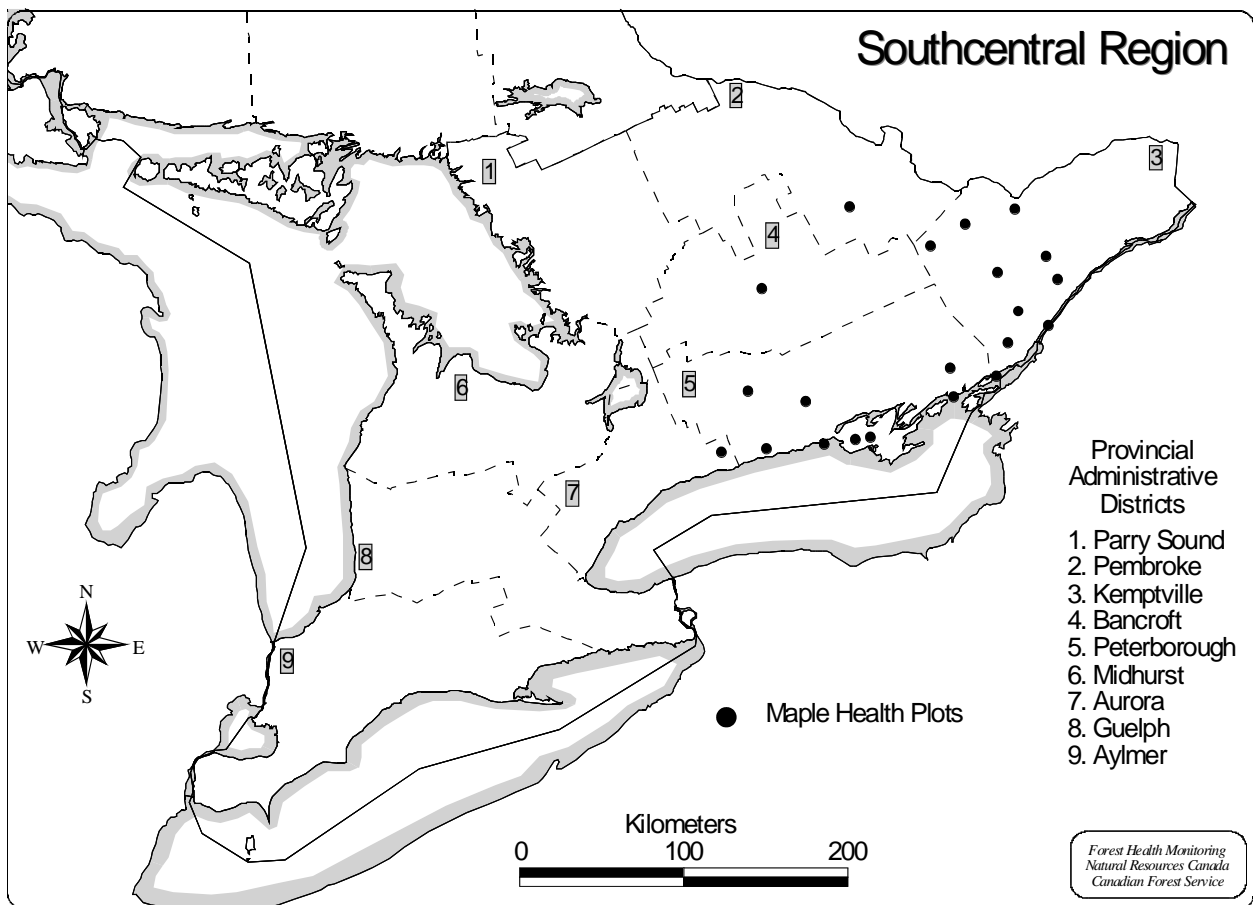 Southcentral Region
2
1
3
4
5
6
7
8
9
Provincial
Administrative
Districts
1. Parry Sound
2. Pembroke
3. Kemptville
4. Bancroft
5. Peterborough
6. Midhurst
7. Aurora
8. Guelph
9. Aylmer
N
W E
S
Maple Health Plots
Kilometers
0 100 200
Forest Health Monitoring
Natural Resources Canada
Canadian Forest Service